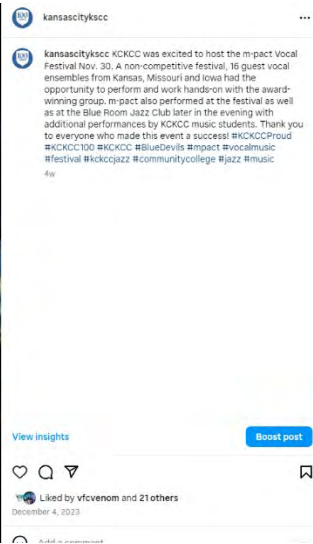 100
kansascitykscc
kansascitykscc KCKCC was excited to host the m-pact Vocal
Festival Nov. 30. A non-competitive festival, 16 guest vocal
ensembles from Kansas, Missouri and Iowa had the
opportunity to perform and work hands-on with the award-
winning group. m-pact also performed at the festival as well
as at the Blue Room Jazz Club later in the evening with
additional performances by KCKCC music students. Thank you
to everyone who made this event a success! #KCKCCProud
#KCKCC100 #KCKCC #BlueDevils #mpact #vocalmusic
#festival #kckccjazz #communitycollege #jazz #music
4w
View insights
Boost post
Liked by vfcvenom and 21 others
December 4, 2023
Add a comment